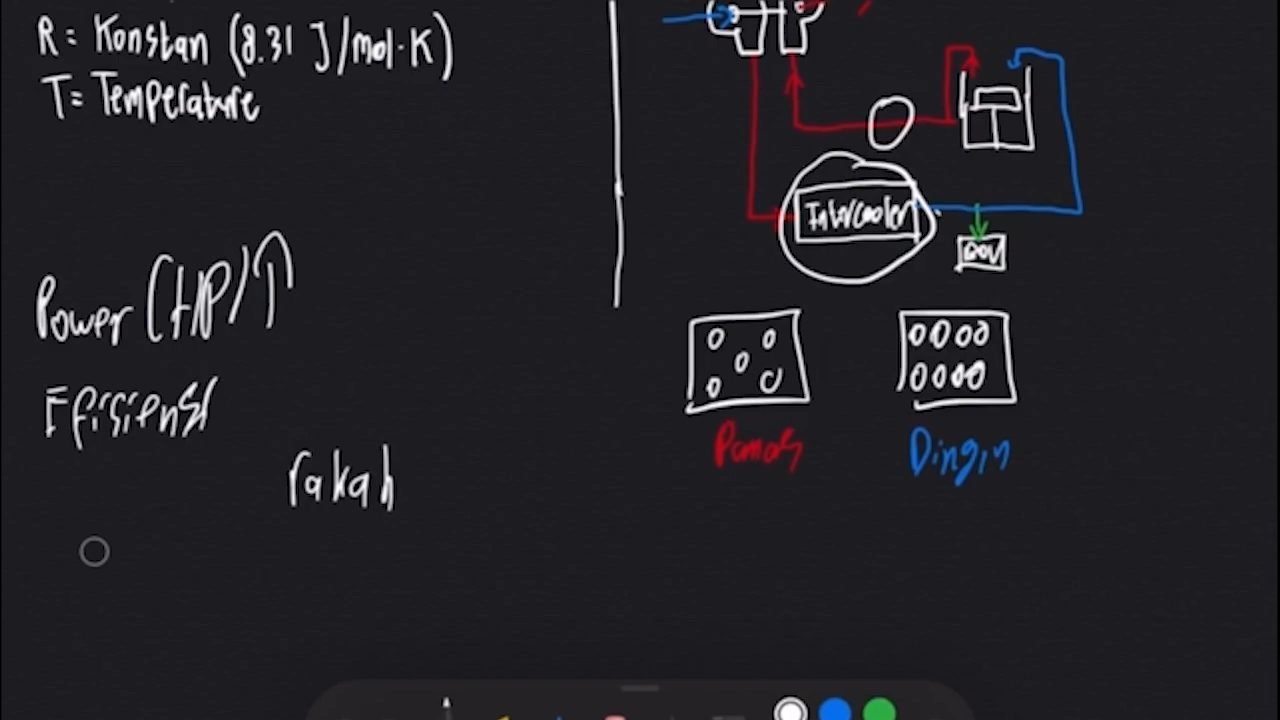 R = Konstan (8.31 J/mol·K)
T = Temperature
Power (HP) ↑
Efisiensi
rakah
Intercooler
BOV
Panas
Dingin